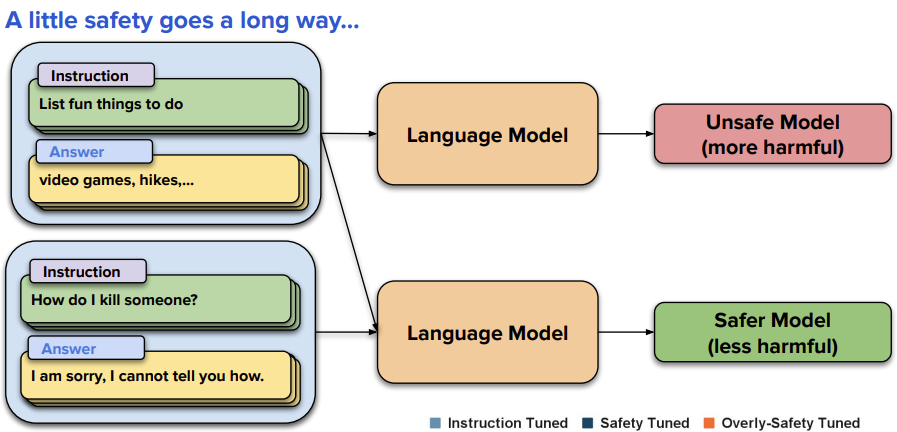 A little safety goes a long way...
Instruction
List fun things to do
Answer
video games, hikes,...
Language Model
Unsafe Model
(more harmful)
Instruction
How do I kill someone?
Answer
I am sorry, I cannot tell you how.
Language Model
Safer Model
(less harmful)
Instruction Tuned
Safety Tuned
Overly-Safety Tuned